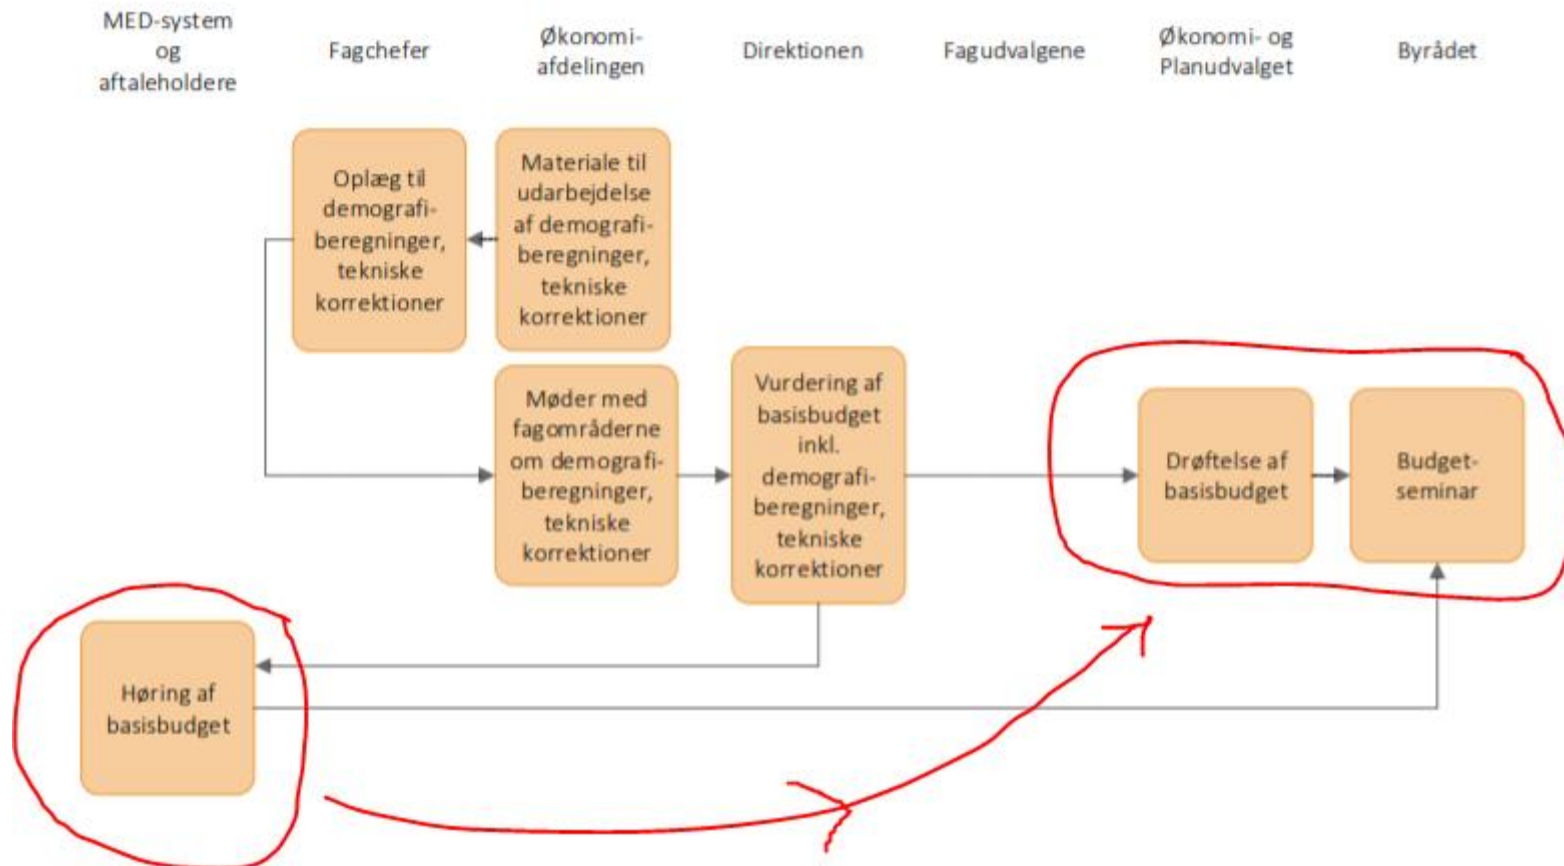 MED-system
og
aftaleholdere
Fagchefer
Økonomi-
afdelingen
Direktionen
Fagudvalgene
Økonomi- og
Planudvalget
Byrådet
Oplæg til
demografi-
beregninger,
tekniske
korrektioner
Materiale til
udarbejdelse
af demografi-
beregninger,
tekniske
korrektioner
Møder med
fagområderne
om demografi-
beregninger,
tekniske
korrektioner
Vurdering af
basisbudget
inkl.
demografi-
beregninger,
tekniske
korrektioner
Drøftelse af
basisbudget
Budget-
seminar
Høring af
basisbudget